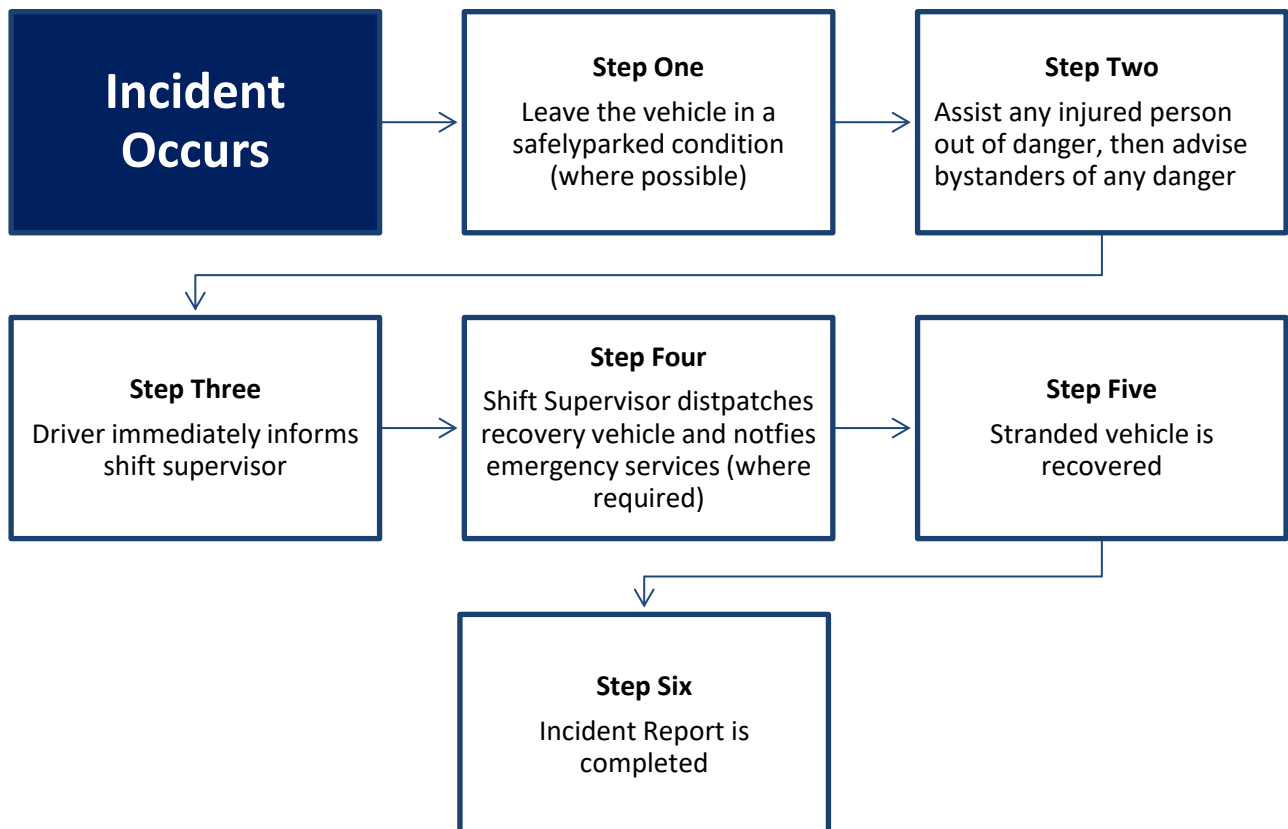 Incident
Occurs
Step One
Leave the vehicle in a
safelyparked condition
(where possible)
Step Two
Assist any injured person
out of danger, then advise
bystanders of any danger
Step Three
Driver immediately informs
shift supervisor
Step Four
Shift Supervisor distpatches
recovery vehicle and notfies
emergency services (where
required)
Step Five
Stranded vehicle is
recovered
Step Six
Incident Report is
completed